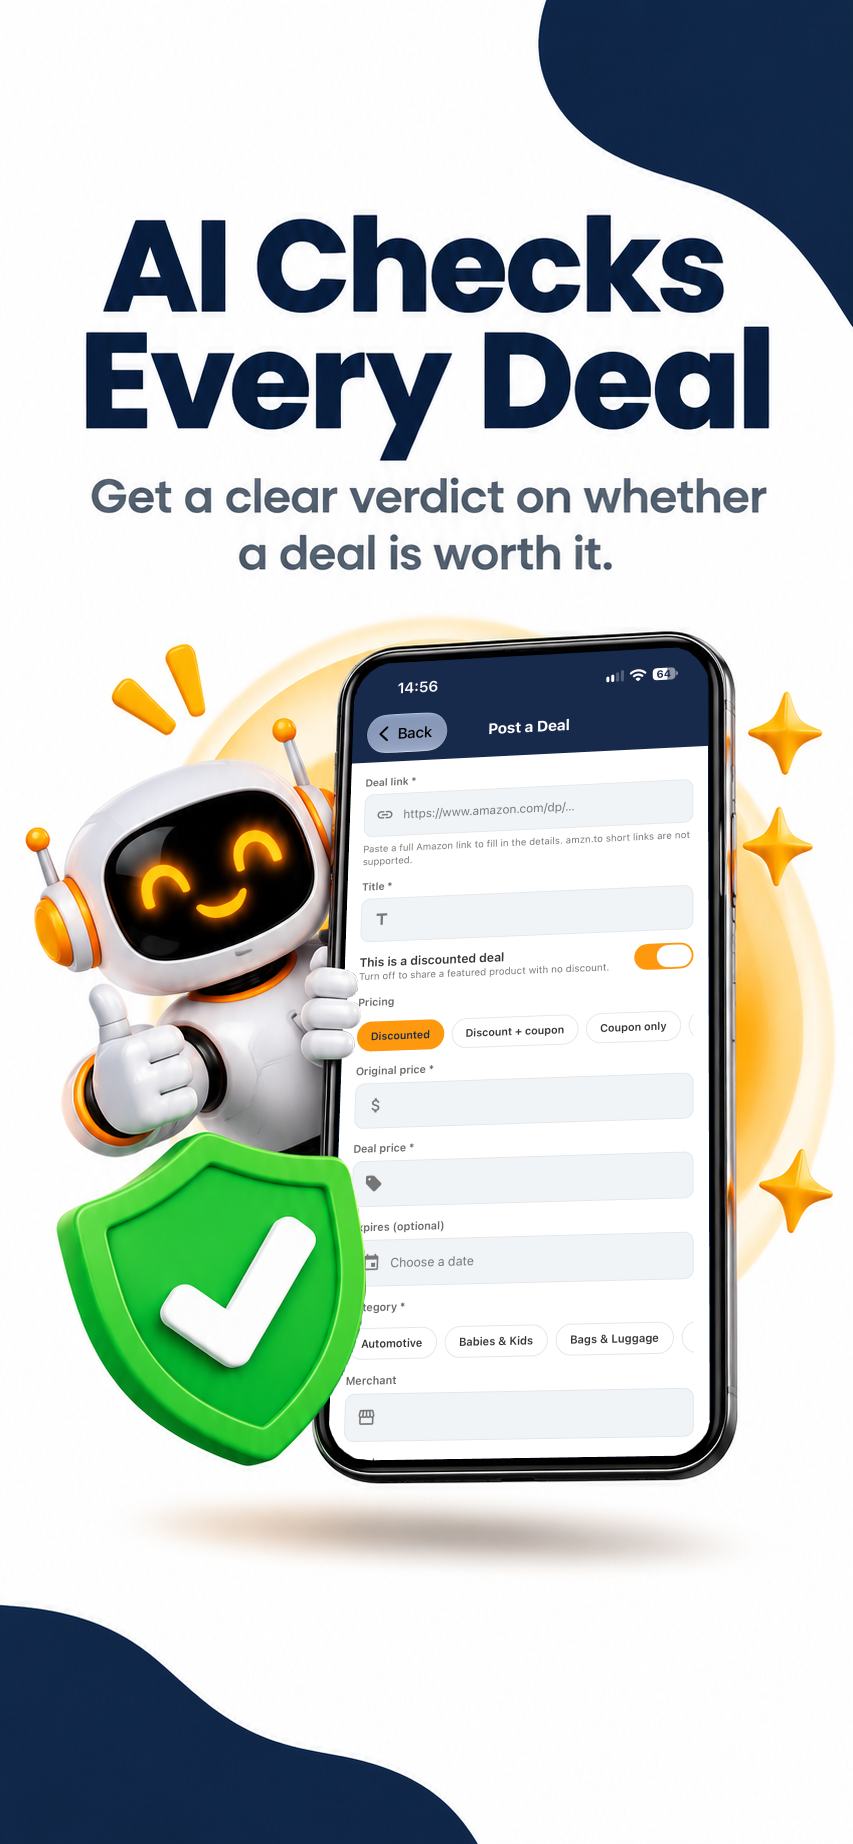 AI Checks
Every Deal
Get a clear verdict on whether
a deal is worth it.
14:56
64
Back
Post a Deal
Deal link *
https://www.amazon.com/dp/...
Paste a full Amazon link to fill in the details. amzn.to short links are not
supported.
Title *
This is a discounted deal
Turn off to share a featured product with no discount.
Pricing
Discounted
Discount + coupon
Coupon only
Original price *
$
Deal price *
xpires (optional)
Choose a date
tegory *
Automotive
Babies & Kids
Bags & Luggage
Merchant